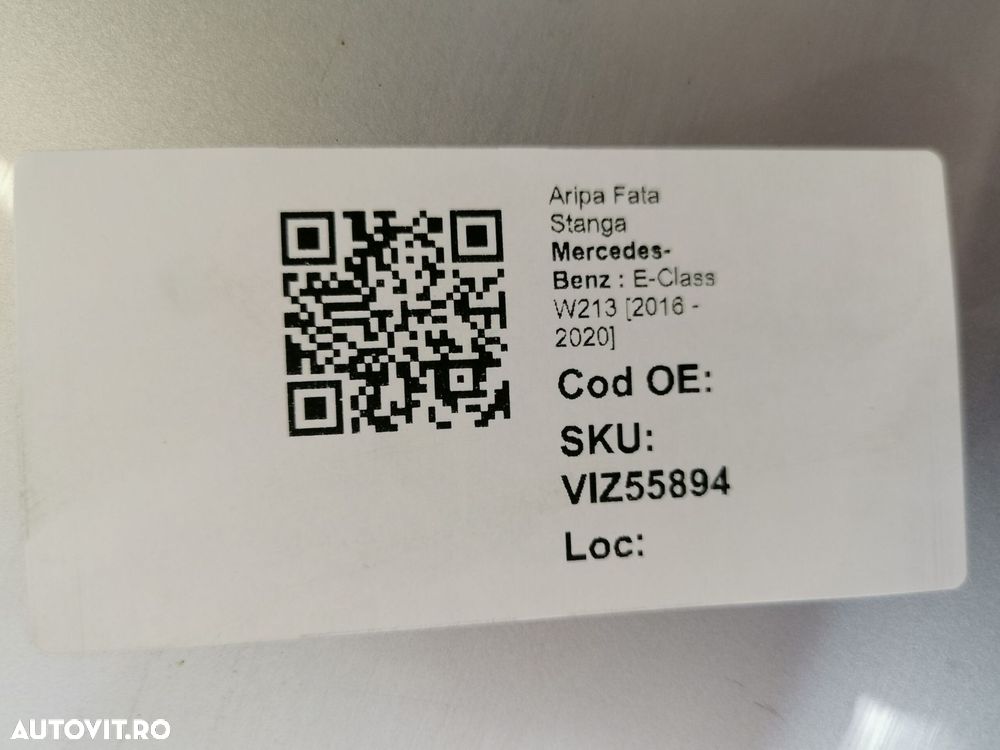 Aripa Fata
Stanga
Mercedes-
Benz : E-Class
W213 [2016 -
2020]
Cod OE:
SKU:
VIZ55894
Loc:
AUTOVIT.RO